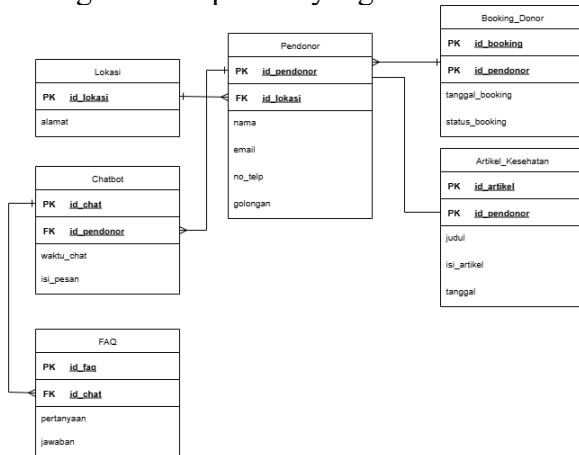 Lokasi
PK id_lokasi
alamat
Chatbot
PK id_chat
FK id_pendonor
waktu_chat
isi_pesan
FAQ
PK id_faq
FK id_chat
pertanyaan
jawaban
Pendonor
PK id_pendonor
FK id_lokasi
nama
email
no_telp
golongan
Booking_Donor
PK id_booking
PK id_pendonor
tanggal_booking
status_booking
Artikel_Kesehatan
PK id_artikel
PK id_pendonor
judul
isi_artikel
tanggal